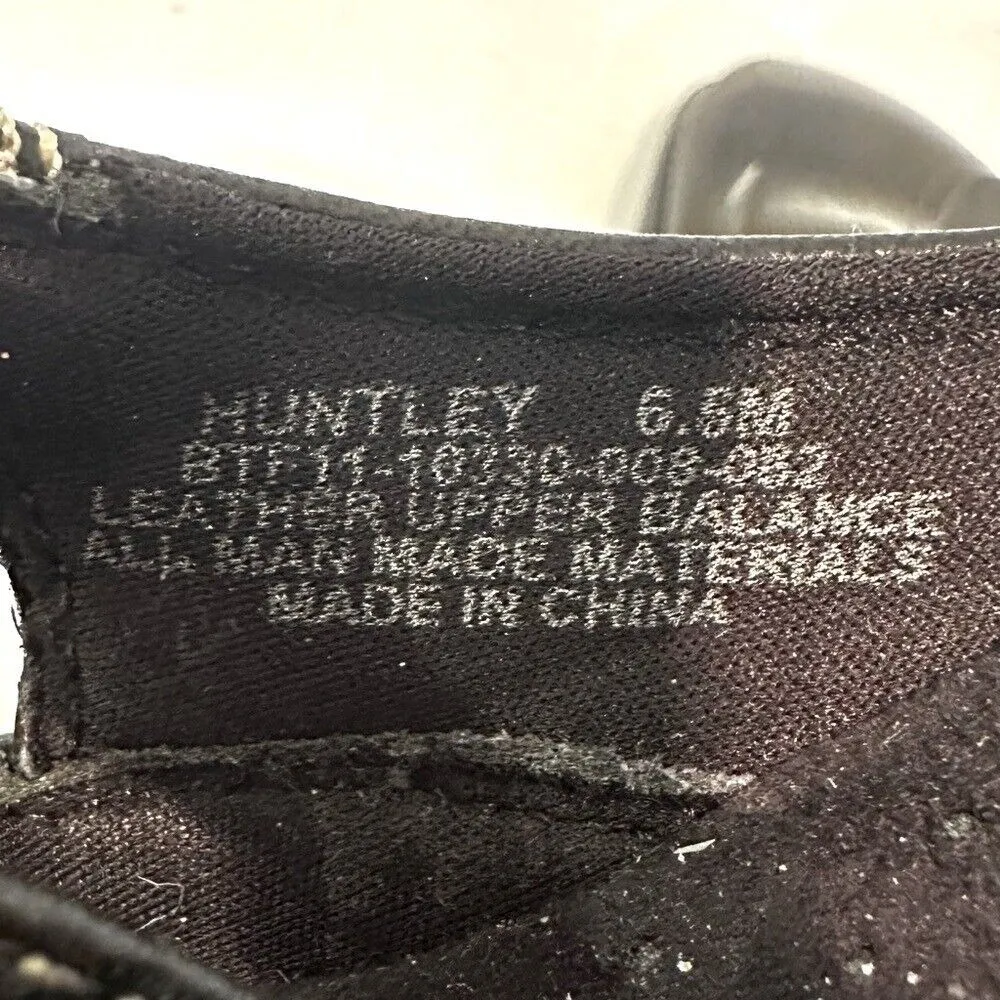 HUNTLEY 6.5M
LEATHER UPPER BALANCE
ALL MAN MADE MATERIALS
MADE IN CHINA